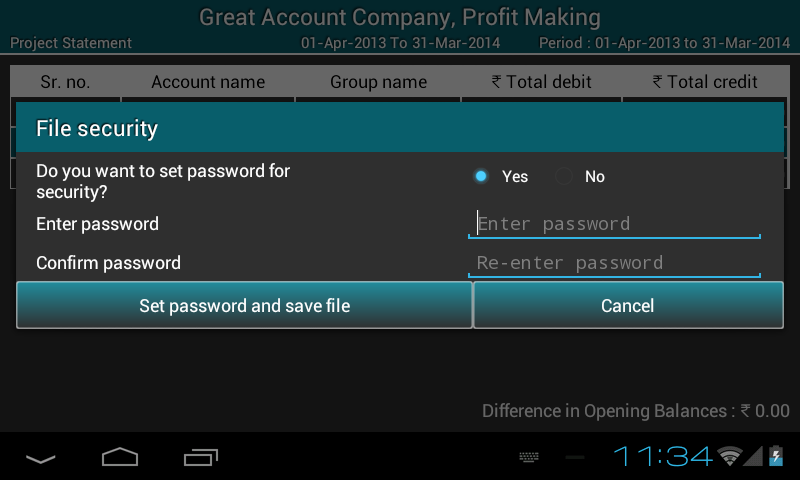 Great Account Company, Profit Making
Project Statement 01-Apr-2013 To 31-Mar-2014 Period : 01-Apr-2013 to 31-Mar-2014
Sr. no. Account name Group name ₹ Total debit ₹ Total credit
File security
Do you want to set password for
security?
Yes No
Enter password Enter password
Confirm password Re-enter password
Set password and save file Cancel
Difference in Opening Balances : ₹ 0.00
11:34